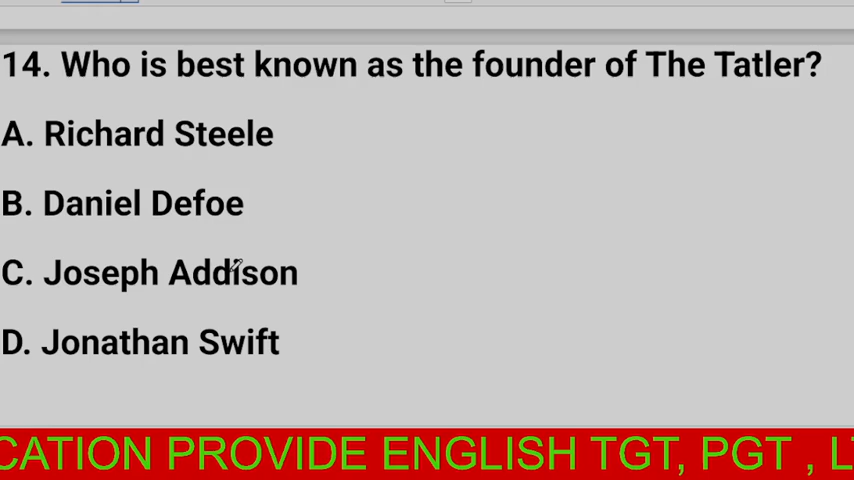 14. Who is best known as the founder of The Tatler?
A. Richard Steele
B. Daniel Defoe
C. Joseph Addison
D. Jonathan Swift
CATION PROVIDE ENGLISH TGT, PGT , LT